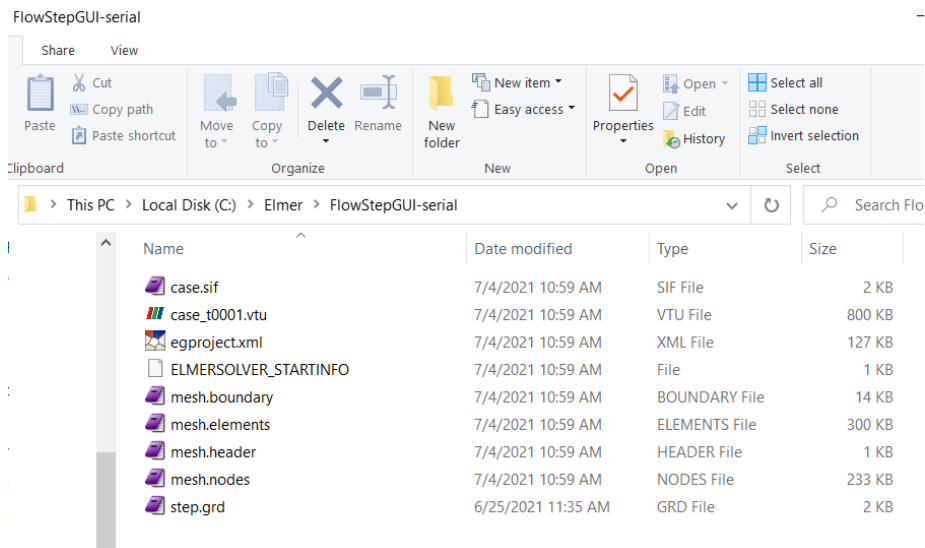 FlowStepGUI-serial
Share View
Paste
Cut
Copy path
Paste shortcut
Clipboard
Move to
Copy to
Delete
Rename
Organize
New folder
New item
Easy access
New
Properties
Open
Edit
History
Open
Select all
Select none
Invert selection
Select
This PC > Local Disk (C:) > Elmer > FlowStepGUI-serial
Search Flo
Name Date modified Type Size
case.sif 7/4/2021 10:59 AM SIF File 2 KB
case_t0001.vtu 7/4/2021 10:59 AM VTU File 800 KB
egproject.xml 7/4/2021 10:59 AM XML File 127 KB
ELMERSOLVER_STARTINFO 7/4/2021 10:59 AM File 1 KB
mesh.boundary 7/4/2021 10:59 AM BOUNDARY File 14 KB
mesh.elements 7/4/2021 10:59 AM ELEMENTS File 300 KB
mesh.header 7/4/2021 10:59 AM HEADER File 1 KB
mesh.nodes 7/4/2021 10:59 AM NODES File 233 KB
step.grd 6/25/2021 11:35 AM GRD File 2 KB